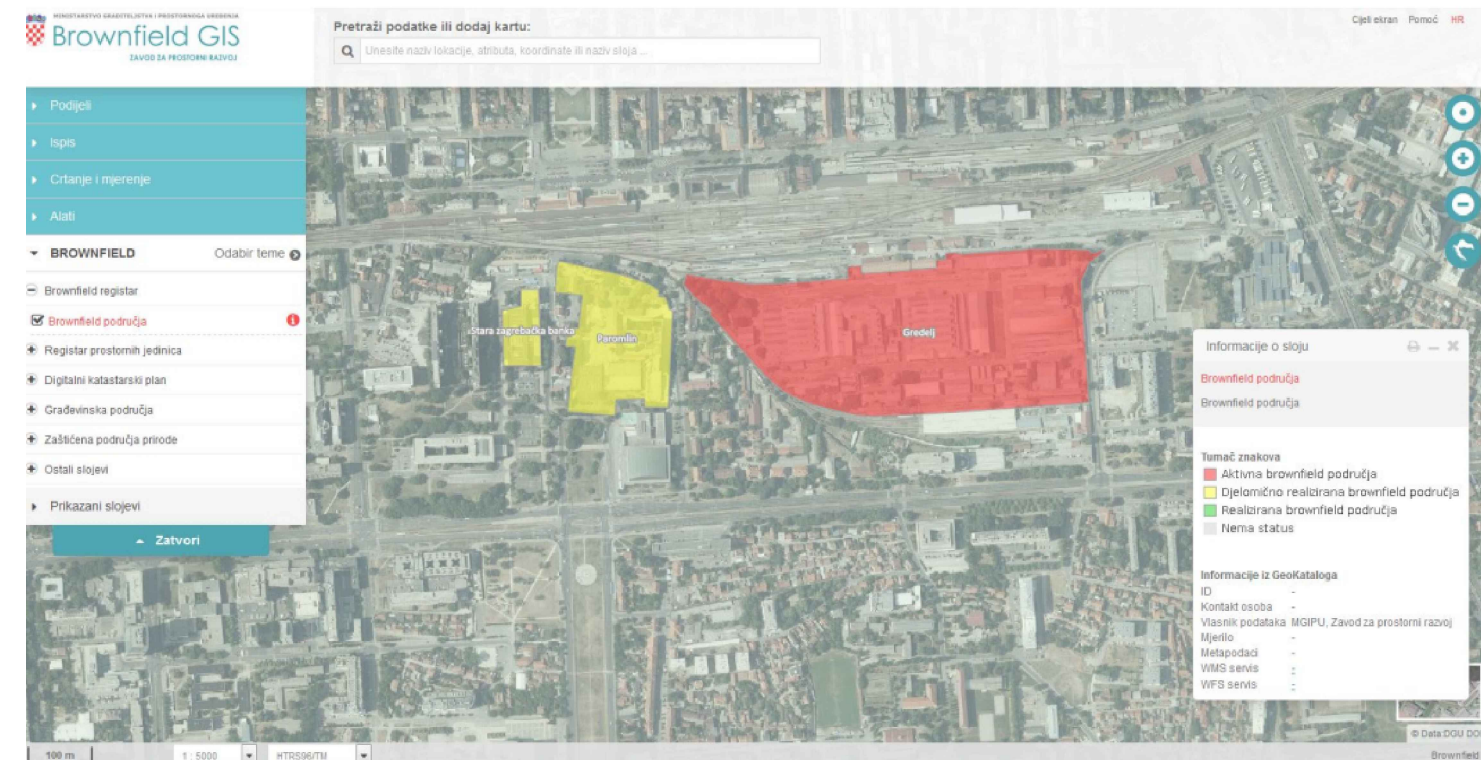 MINISTARSTVO GRADITELJSTVA I PROSTORNOGA UREĐENJA
Brownfield GIS
ZAVOD ZA PROSTORNI RAZVOJ
Pretraži podatke ili dodaj kartu:
Unesite naziv lokacije, atributa, koordinate ili naziv sloja ...
Cijeli ekran Pomoć HR
Podijeli
Ispis
Crtanje i mjerenje
Alati
BROWNFIELD Odabir teme
Brownfield registar
Brownfield područja
Registar prostornih jedinica
Digitalni katastarski plan
Građevinska područja
Zaštićena područja prirode
Ostali slojevi
Prikazani slojevi
Zatvori
Stara zagrebačka banka
Paromlin
Gredelj
Informacije o sloju
Brownfield područja
Brownfield područja
Tumač znakova
Aktivna brownfield područja
Djelomično realizirana brownfield područja
Realizirana brownfield područja
Nema status
Informacije iz GeoKataloga
ID -
Kontakt osoba -
Vlasnik podataka MGIPU, Zavod za prostorni razvoj
Mjerilo -
Metapodaci -
WMS servis -
WFS servis -
© Data:DGU DO
100 m
1 : 5000
HTRS96/TM
Brownfield